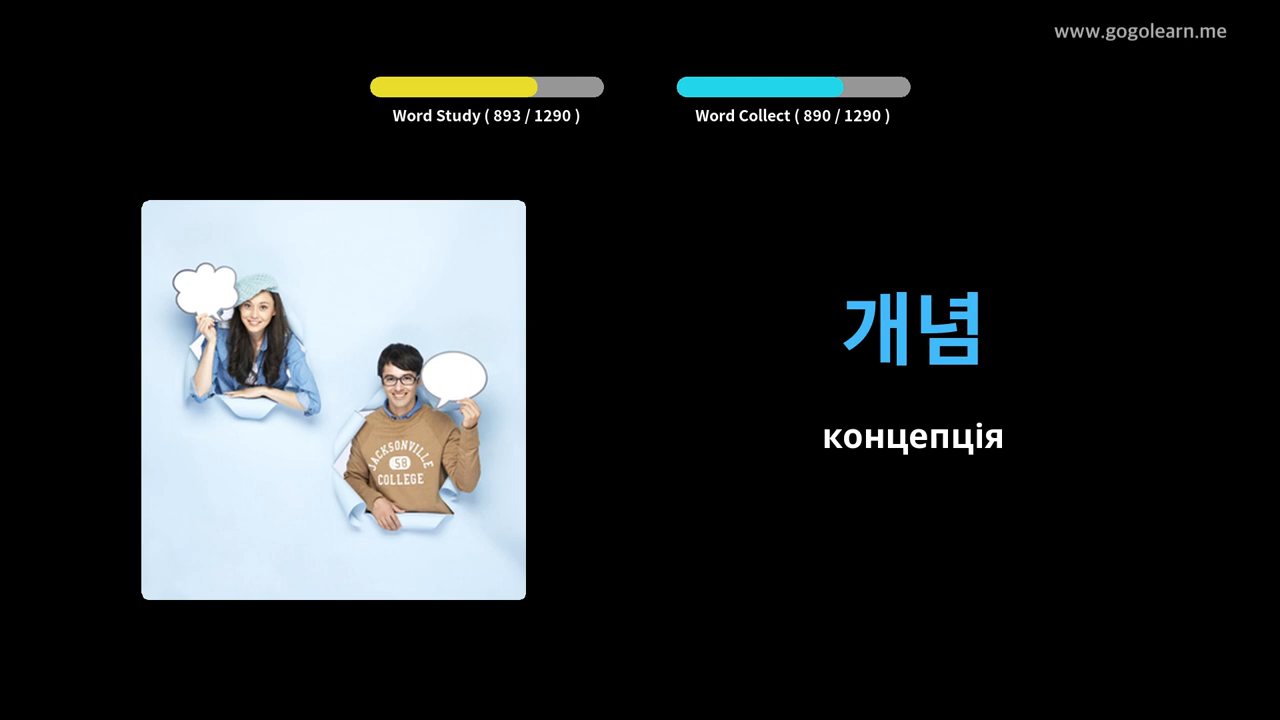 www.gogolearn.me
Word Study ( 893 / 1290 )
Word Collect ( 890 / 1290 )
JACKSONVILLE
58
COLLEGE
개념
концепція